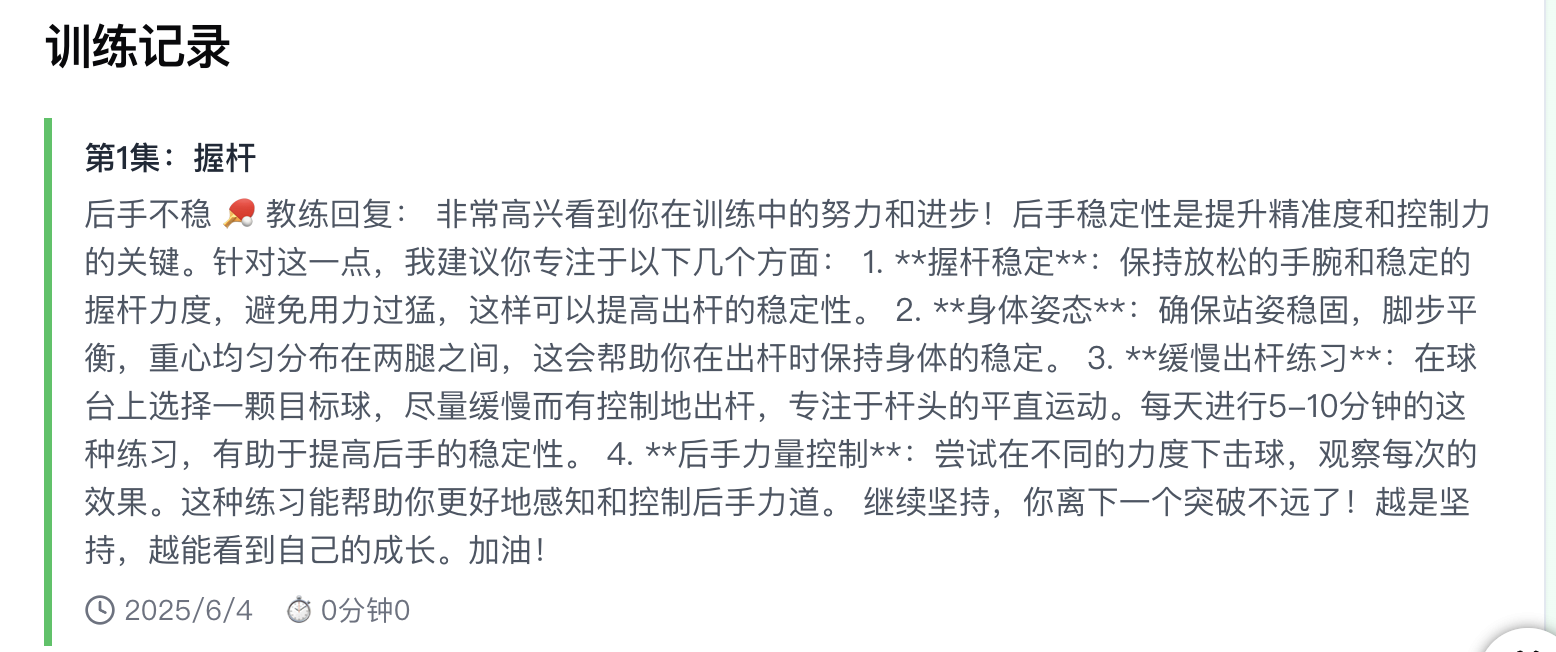 训练记录
第1集：握杆
后手不稳 🏓 教练回复： 非常高兴看到你在训练中的努力和进步！后手稳定性是提升精准度和控制力
的关键。针对这一点，我建议你专注于以下几个方面： 1. **握杆稳定**：保持放松的手腕和稳定的
握杆力度，避免用力过猛，这样可以提高出杆的稳定性。 2. **身体姿态**：确保站姿稳固，脚步平
衡，重心均匀分布在两腿之间，这会帮助你在出杆时保持身体的稳定。 3. **缓慢出杆练习**：在球
台上选择一颗目标球，尽量缓慢而有控制地出杆，专注于杆头的平直运动。每天进行5-10分钟的这
种练习，有助于提高后手的稳定性。 4. **后手力量控制**：尝试在不同的力度下击球，观察每次的
效果。这种练习能帮助你更好地感知和控制后手力道。 继续坚持，你离下一个突破不远了！越是坚
持，越能看到自己的成长。加油！
2025/6/4 ⏱ 0分钟0